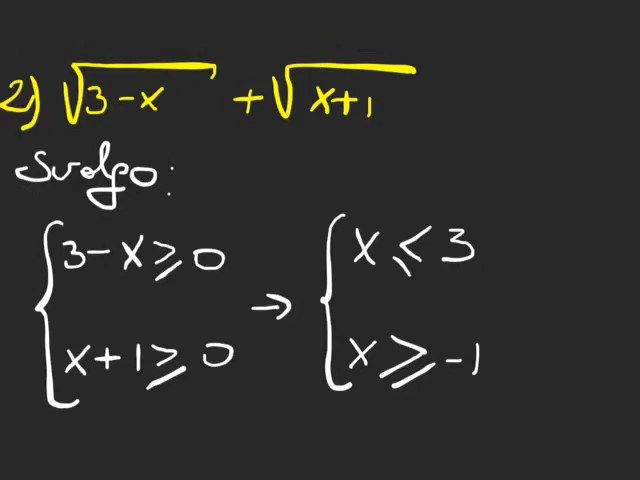 2) √(3-x) + √(x+1)
Svolgo:
{ 3-x ≥ 0 → { x ≤ 3
{ x+1 ≥ 0 { x ≥ -1